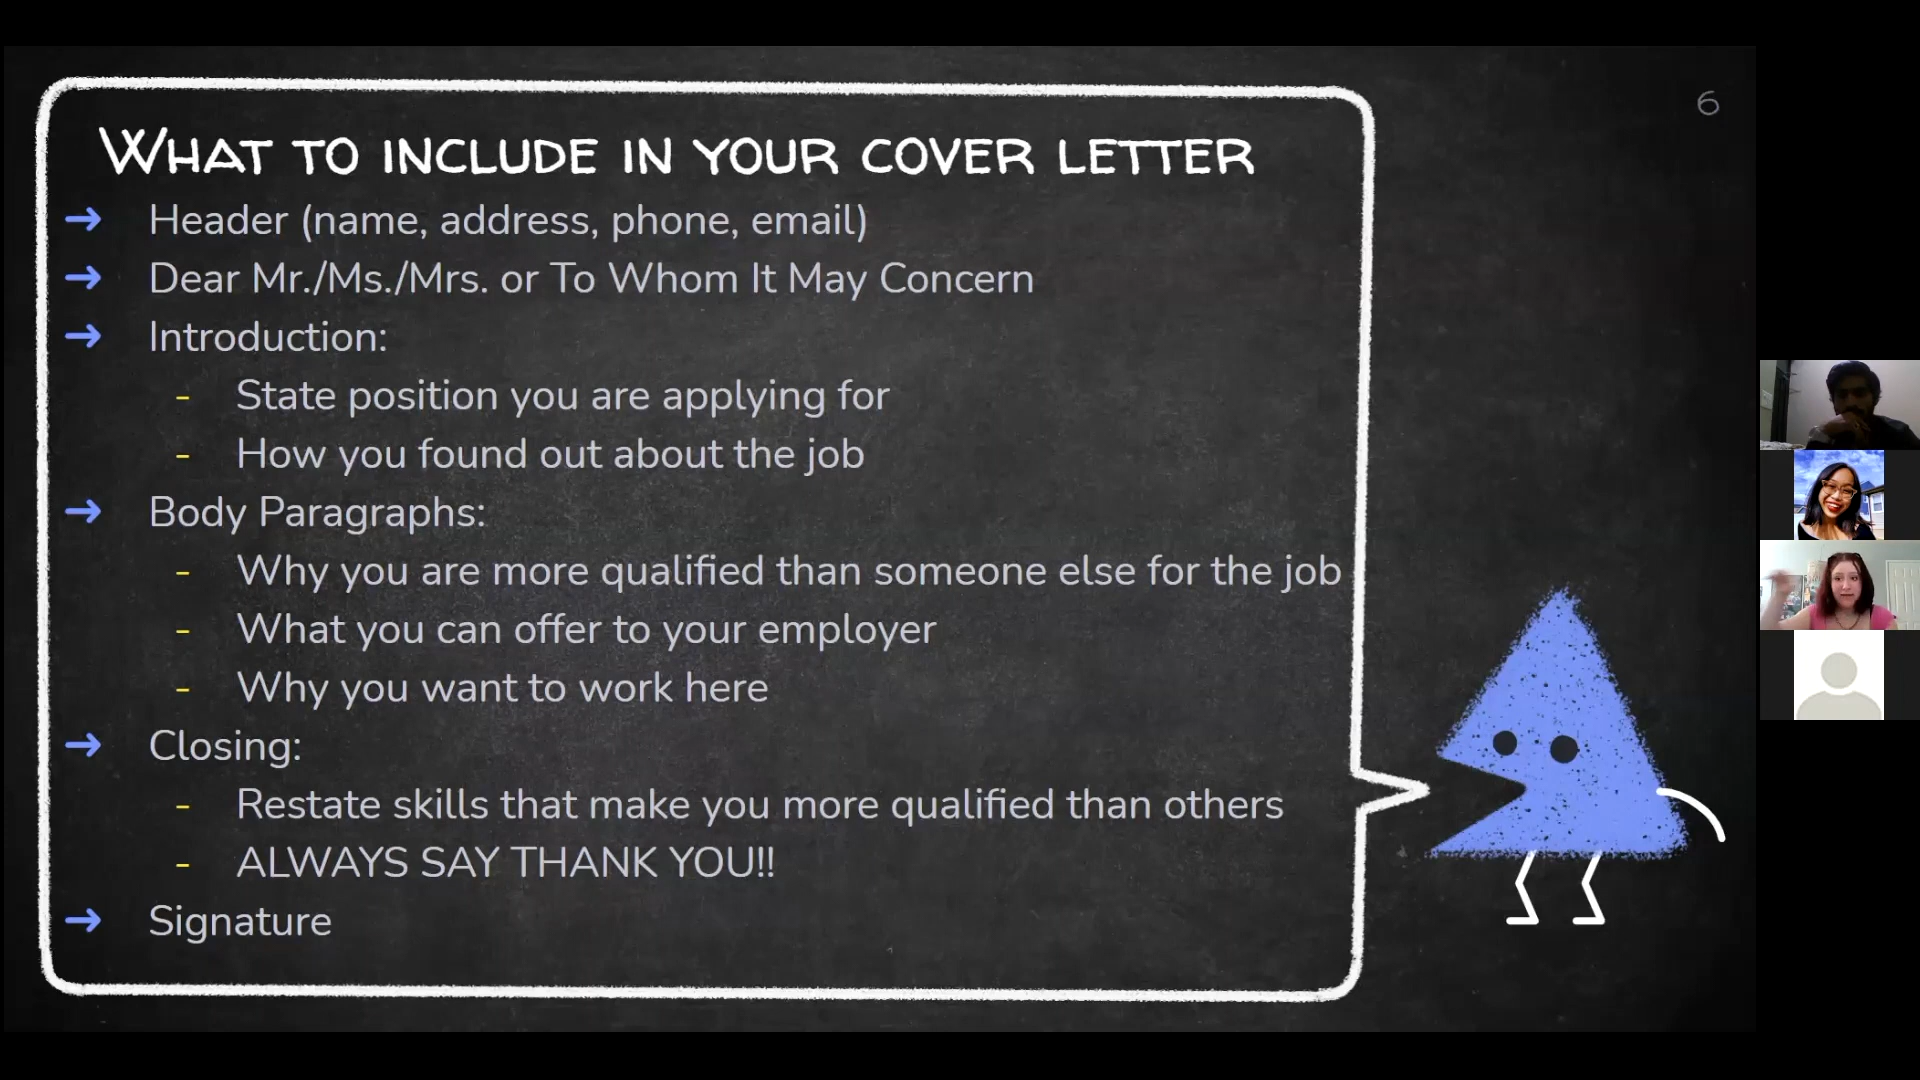 6
What to include in your cover letter
➜ Header (name, address, phone, email)
➜ Dear Mr./Ms./Mrs. or To Whom It May Concern
➜ Introduction:
- State position you are applying for
- How you found out about the job
➜ Body Paragraphs:
- Why you are more qualified than someone else for the job
- What you can offer to your employer
- Why you want to work here
➜ Closing:
- Restate skills that make you more qualified than others
- ALWAYS SAY THANK YOU!!
➜ Signature